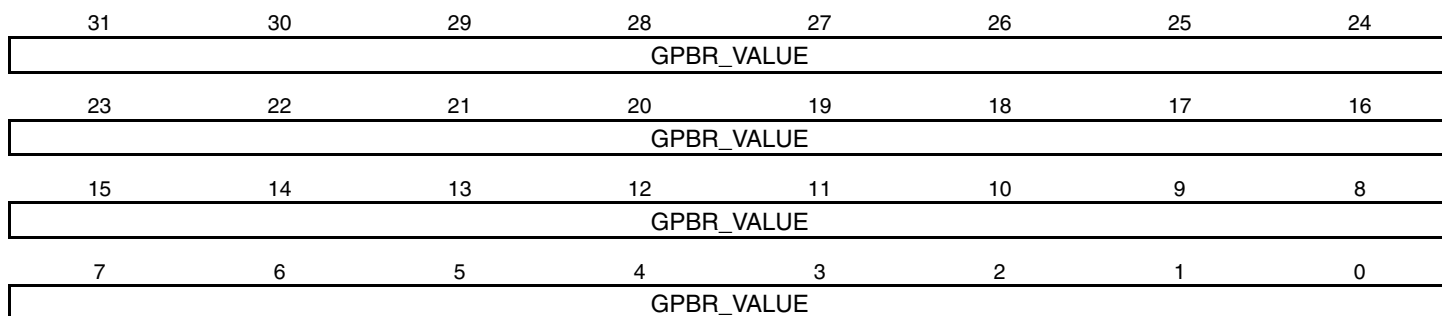 31 30 29 28 27 26 25 24
GPBR_VALUE
23 22 21 20 19 18 17 16
GPBR_VALUE
15 14 13 12 11 10 9 8
GPBR_VALUE
7 6 5 4 3 2 1 0
GPBR_VALUE